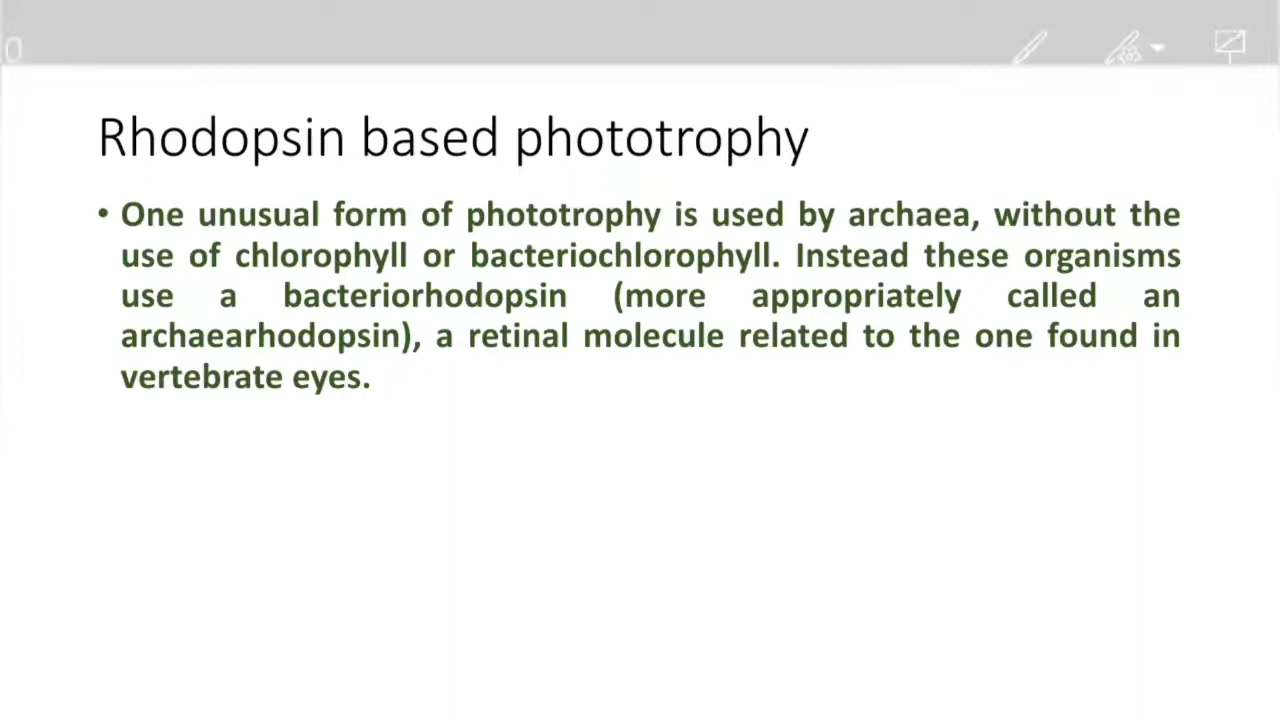 0
Rhodopsin based phototrophy
• One unusual form of phototrophy is used by archaea, without the
use of chlorophyll or bacteriochlorophyll. Instead these organisms
use a bacteriorhodopsin (more appropriately called an
archaearhodopsin), a retinal molecule related to the one found in
vertebrate eyes.